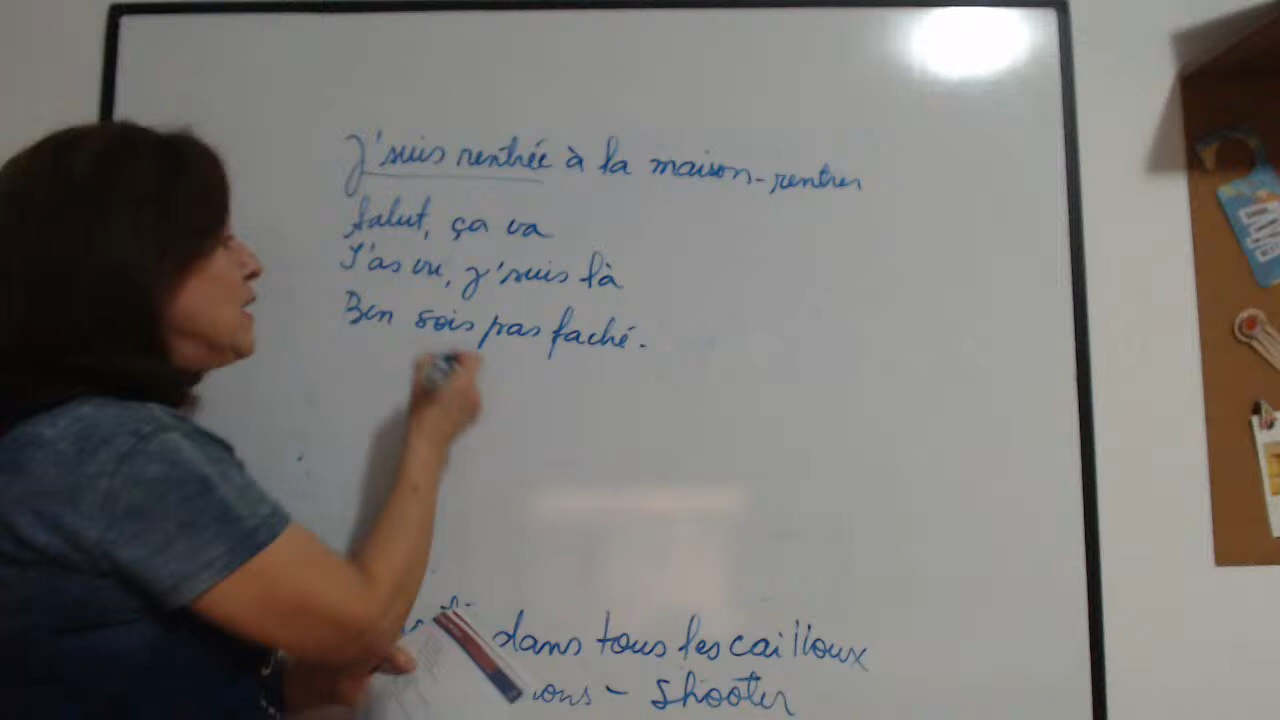 J'suis rentrée à la maison-rentrer
Salut, ça va
T'as vu, j'suis là
Ben sois pas faché.
dans tous les cailloux
ions - shooter